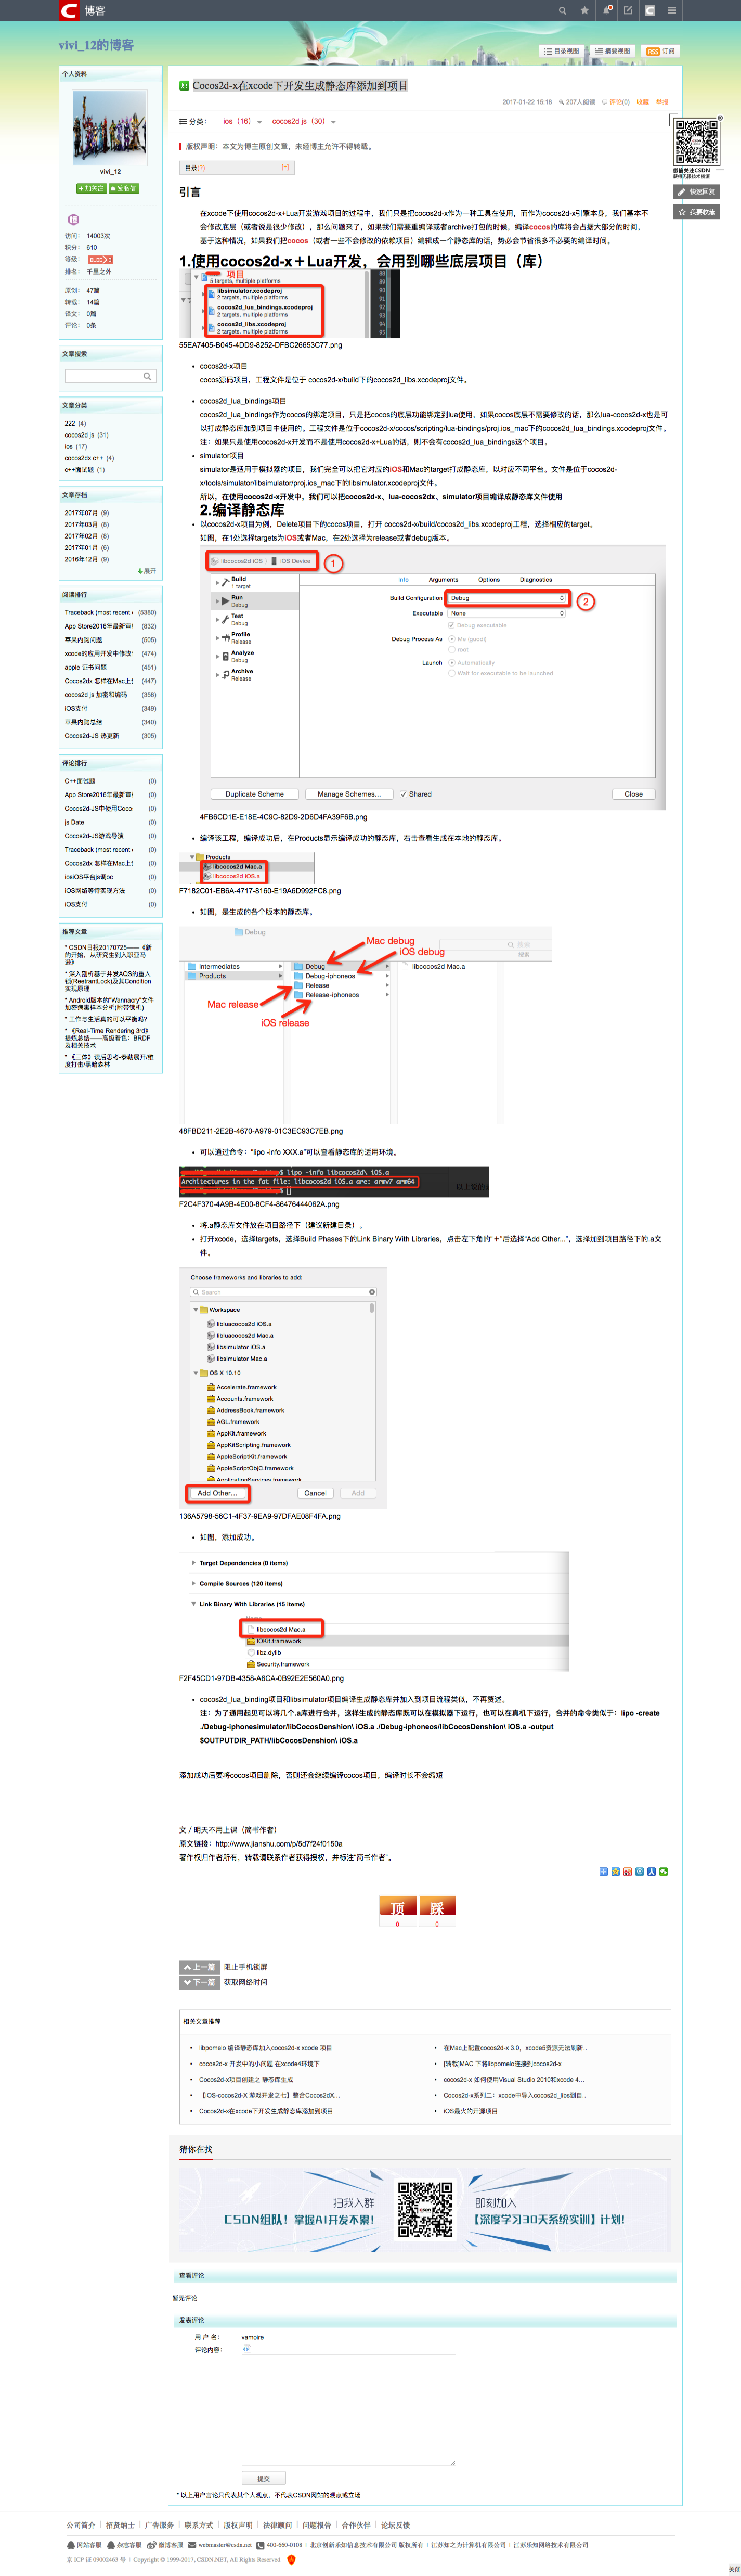 博客
vivi_12的博客
目录视图
摘要视图
RSS 订阅
个人资料
vivi_12
加关注 发私信
访问： 14003次
积分： 610
等级： BLOG 3
排名： 千里之外
原创： 47篇
转载： 14篇
译文： 0篇
评论： 0条
文章搜索
文章分类
222 (4)
cocos2d js (31)
ios (17)
cocos2dx c++ (4)
c++面试题 (1)
文章存档
2017年07月 (9)
2017年03月 (8)
2017年02月 (8)
2017年01月 (6)
2016年12月 (9)
展开
阅读排行
Traceback (most recent (5380)
App Store2016年最新审 (832)
苹果内购问题 (505)
xcode的应用开发中修改 (474)
apple 证书问题 (451)
Cocos2dx 怎样在Mac上 (447)
cocos2d js 加密和编码 (358)
iOS支付 (349)
苹果内购总结 (340)
Cocos2d-JS 热更新 (305)
评论排行
C++面试题 (0)
App Store2016年最新审 (0)
Cocos2d-JS中使用Coco (0)
js Date (0)
Cocos2d-JS游戏导演 (0)
Traceback (most recent (0)
Cocos2dx 怎样在Mac上 (0)
iosiOS平台js调oc (0)
iOS网络等待实现方法 (0)
iOS支付 (0)
推荐文章
* CSDN日报20170725——《新
的开始，从研究生到入职亚马
逊》
* 深入剖析基于并发AQS的重入
锁(ReetrantLock)及其Condition
实现原理
* Android版本的"Wannacry"文件
加密病毒样本分析(附带锁机)
* 工作与生活真的可以平衡吗?
* 《Real-Time Rendering 3rd》
提炼总结——高级着色：BRDF
及相关技术
* 《三体》读后思考-泰勒展开/维
度打击/黑暗森林
原 Cocos2d-x在xcode下开发生成静态库添加到项目
2017-01-22 15:18 207人阅读 评论(0) 收藏 举报
分类： ios（16） cocos2d js（30）
版权声明：本文为博主原创文章，未经博主允许不得转载。
目录(?) [+]
微信关注CSDN
快速回复
我要收藏
引言
在xcode下使用cocos2d-x+Lua开发游戏项目的过程中，我们只是把cocos2d-x作为一种工具在使用，而作为cocos2d-x引擎本身，我们基本不
会修改底层（或者说是很少修改），那么问题来了，如果我们需要重编译或者archive打包的时候，编译cocos的库将会占据大部分的时间，
基于这种情况，如果我们把cocos（或者一些不会修改的依赖项目）编辑成一个静态库的话，势必会节省很多不必要的编译时间。
1.使用cocos2d-x＋Lua开发，会用到哪些底层项目（库）
项目
5 targets, multiple platforms
libsimulator.xcodeproj
2 targets, multiple platforms
cocos2d_lua_bindings.xcodeproj
2 targets, multiple platforms
cocos2d_libs.xcodeproj
2 targets, multiple platforms
88
89
90
91
92
93
94
95
55EA7405-B045-4DD9-8252-DFBC26653C77.png
• cocos2d-x项目
cocos源码项目，工程文件是位于 cocos2d-x/build下的cocos2d_libs.xcodeproj文件。
• cocos2d_lua_bindings项目
cocos2d_lua_bindings作为cocos的绑定项目，只是把cocos的底层功能绑定到lua使用，如果cocos底层不需要修改的话，那么lua-cocos2d-x也是可
以打成静态库加到项目中使用的。工程文件是位于cocos2d-x/cocos/scripting/lua-bindings/proj.ios_mac下的cocos2d_lua_bindings.xcodeproj文件。
注：如果只是使用cocos2d-x开发而不是使用cocos2d-x+Lua的话，则不会有cocos2d_lua_bindings这个项目。
• simulator项目
simulator是适用于模拟器的项目，我们完全可以把它对应的iOS和Mac的target打成静态库，以对应不同平台。文件是位于cocos2d-
x/tools/simulator/libsimulator/proj.ios_mac下的libsimulator.xcodeproj文件。
所以，在使用cocos2d-x开发中，我们可以把cocos2d-x、lua-cocos2dx、simulator项目编译成静态库文件使用
2.编译静态库
• 以cocos2d-x项目为例，Delete项目下的cocos项目，打开 cocos2d-x/build/cocos2d_libs.xcodeproj工程，选择相应的target。
如图，在1处选择targets为iOS或者Mac，在2处选择为release或者debug版本。
libcocos2d iOS iOS Device 1
Build
1 target
Run
Debug
Test
Debug
Profile
Release
Analyze
Debug
Archive
Release
Info Arguments Options Diagnostics
Build Configuration Debug 2
Executable None
Debug executable
Debug Process As Me (guodi)
root
Launch Automatically
Wait for executable to be launched
Duplicate Scheme Manage Schemes... Shared Close
4FB6CD1E-E18E-4C9C-82D9-2D6D4FA39F6B.png
• 编译该工程，编译成功后，在Products显示编译成功的静态库，右击查看生成在本地的静态库。
Products
libcocos2d Mac.a
libcocos2d iOS.a
F7182C01-EB6A-4717-8160-E19A6D992FC8.png
• 如图，是生成的各个版本的静态库。
Debug
搜索
搜索
Mac debug
iOS debug
Intermediates
Products
Debug
Debug-iphoneos
Release
Release-iphoneos
libcocos2d Mac.a
Mac release
iOS release
48FBD211-2E2B-4670-A979-01C3EC93C7EB.png
• 可以通过命令：“lipo -info XXX.a”可以查看静态库的适用环境。
$ lipo -info libcocos2d\ iOS.a
Architectures in the fat file: libcocos2d iOS.a are: armv7 arm64
F2C4F370-4A9B-4E00-8CF4-86476444062A.png
• 将.a静态库文件放在项目路径下（建议新建目录）。
• 打开xcode，选择targets，选择Build Phases下的Link Binary With Libraries，点击左下角的“＋”后选择“Add Other...”，选择加到项目路径下的.a文
件。
Choose frameworks and libraries to add:
Search
Workspace
libluacocos2d iOS.a
libluacocos2d Mac.a
libsimulator iOS.a
libsimulator Mac.a
OS X 10.10
Accelerate.framework
Accounts.framework
AddressBook.framework
AGL.framework
AppKit.framework
AppKitScripting.framework
AppleScriptKit.framework
AppleScriptObjC.framework
ApplicationServices.framework
Add Other... Cancel Add
136A5798-56C1-4F37-9EA9-97DFAE08F4FA.png
• 如图，添加成功。
Target Dependencies (0 items)
Compile Sources (120 items)
Link Binary With Libraries (15 items)
Name
libcocos2d Mac.a
IOKit.framework
libz.dylib
Security.framework
F2F45CD1-97DB-4358-A6CA-0B92E2E560A0.png
• cocos2d_lua_binding项目和libsimulator项目编译生成静态库并加入到项目流程类似，不再赘述。
注：为了通用起见可以将几个.a库进行合并，这样生成的静态库既可以在模拟器下运行，也可以在真机下运行，合并的命令类似于：lipo -create
./Debug-iphonesimulator/libCocosDenshion\ iOS.a ./Debug-iphoneos/libCocosDenshion\ iOS.a -output
$OUTPUTDIR_PATH/libCocosDenshion\ iOS.a
添加成功后要将cocos项目删除，否则还会继续编译cocos项目，编译时长不会缩短
文／明天不用上课（简书作者）
原文链接：http://www.jianshu.com/p/5d7f24f0150a
著作权归作者所有，转载请联系作者获得授权，并标注“简书作者”。
顶 踩
0 0
上一篇 阻止手机锁屏
下一篇 获取网络时间
相关文章推荐
• libpomelo 编译静态库加入cocos2d-x xcode 项目
• cocos2d-x 开发中的小问题 在xcode4环境下
• Cocos2d-x项目创建之 静态库生成
• 【iOS-cocos2d-X 游戏开发之七】整合Cocos2dX...
• Cocos2d-x在xcode下开发生成静态库添加到项目
• 在Mac上配置cocos2d-x 3.0，xcode5资源无法刷新..
• [转载]MAC 下将libpomelo连接到cocos2d-x
• cocos2d-x 如何使用Visual Studio 2010和xcode 4...
• Cocos2d-x系列二：xcode中导入cocos2d_libs到自..
• iOS最火的开源项目
猜你在找
扫我入群
CSDN组队！掌握AI开发不累！
即刻加入
【深度学习30天系统实训】计划！
查看评论
暂无评论
发表评论
用 户 名： vamoire
评论内容：
提交
* 以上用户言论只代表其个人观点，不代表CSDN网站的观点或立场
公司简介 | 招贤纳士 | 广告服务 | 联系方式 | 版权声明 | 法律顾问 | 问题报告 | 合作伙伴 | 论坛反馈
网站客服 杂志客服 微博客服 webmaster@csdn.net 400-660-0108 | 北京创新乐知信息技术有限公司 版权所有 | 江苏知之为计算机有限公司 | 江苏乐知网络技术有限公司
京 ICP 证 09002463 号 | Copyright © 1999-2017, CSDN.NET, All Rights Reserved
关闭